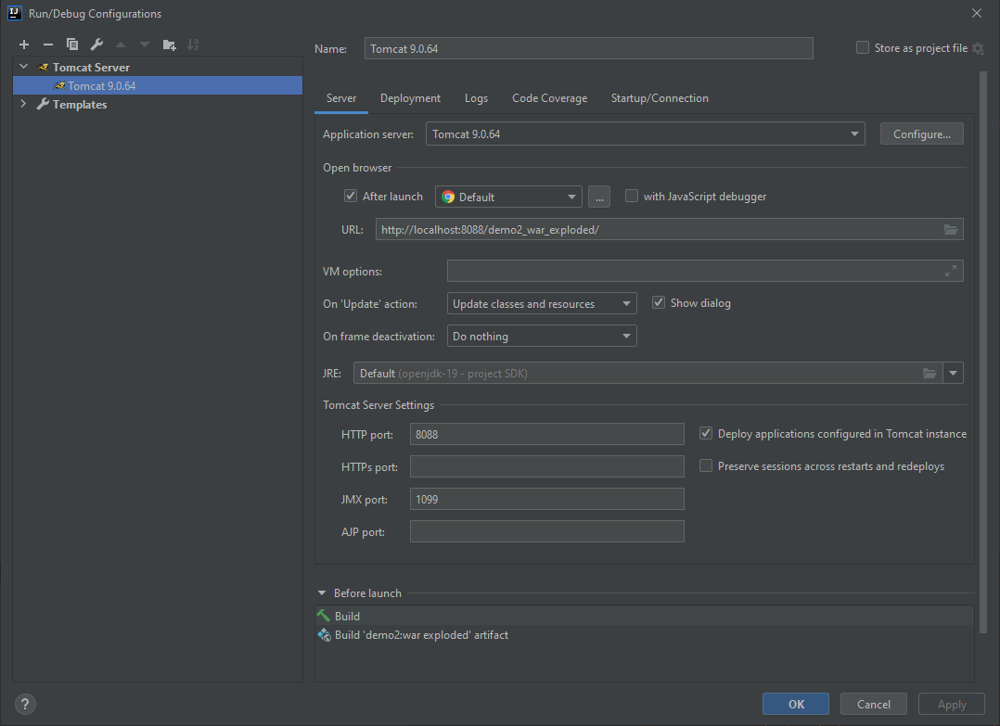 Run/Debug Configurations
Tomcat Server
Tomcat 9.0.64
Templates
Name: Tomcat 9.0.64 Store as project file
Server Deployment Logs Code Coverage Startup/Connection
Application server: Tomcat 9.0.64 Configure...
Open browser
After launch Default ... with JavaScript debugger
URL: http://localhost:8088/demo2_war_exploded/
VM options:
On 'Update' action: Update classes and resources Show dialog
On frame deactivation: Do nothing
JRE: Default (openjdk-19 - project SDK)
Tomcat Server Settings
HTTP port: 8088 Deploy applications configured in Tomcat instance
HTTPs port: Preserve sessions across restarts and redeploys
JMX port: 1099
AJP port:
Before launch
Build
Build 'demo2:war exploded' artifact
? OK Cancel Apply